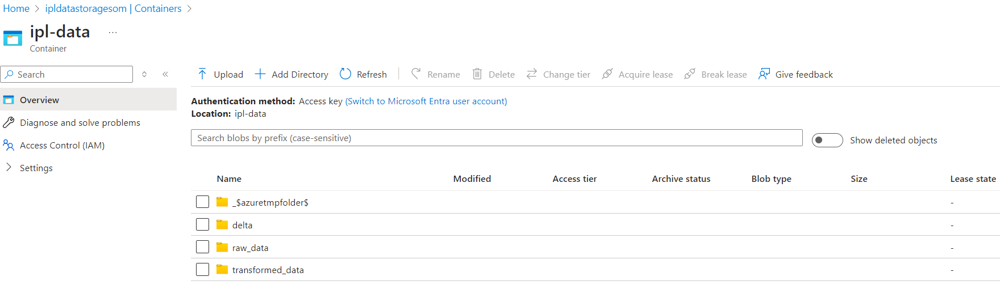 Home > ipldatastoragesom | Containers >
ipl-data ...
Container
Search
Overview
Diagnose and solve problems
Access Control (IAM)
Settings
Upload Add Directory Refresh Rename Delete Change tier Acquire lease Break lease Give feedback
Authentication method: Access key (Switch to Microsoft Entra user account)
Location: ipl-data
Search blobs by prefix (case-sensitive) Show deleted objects
Name Modified Access tier Archive status Blob type Size Lease state
_$azuretmpfolder$ -
delta -
raw_data -
transformed_data -